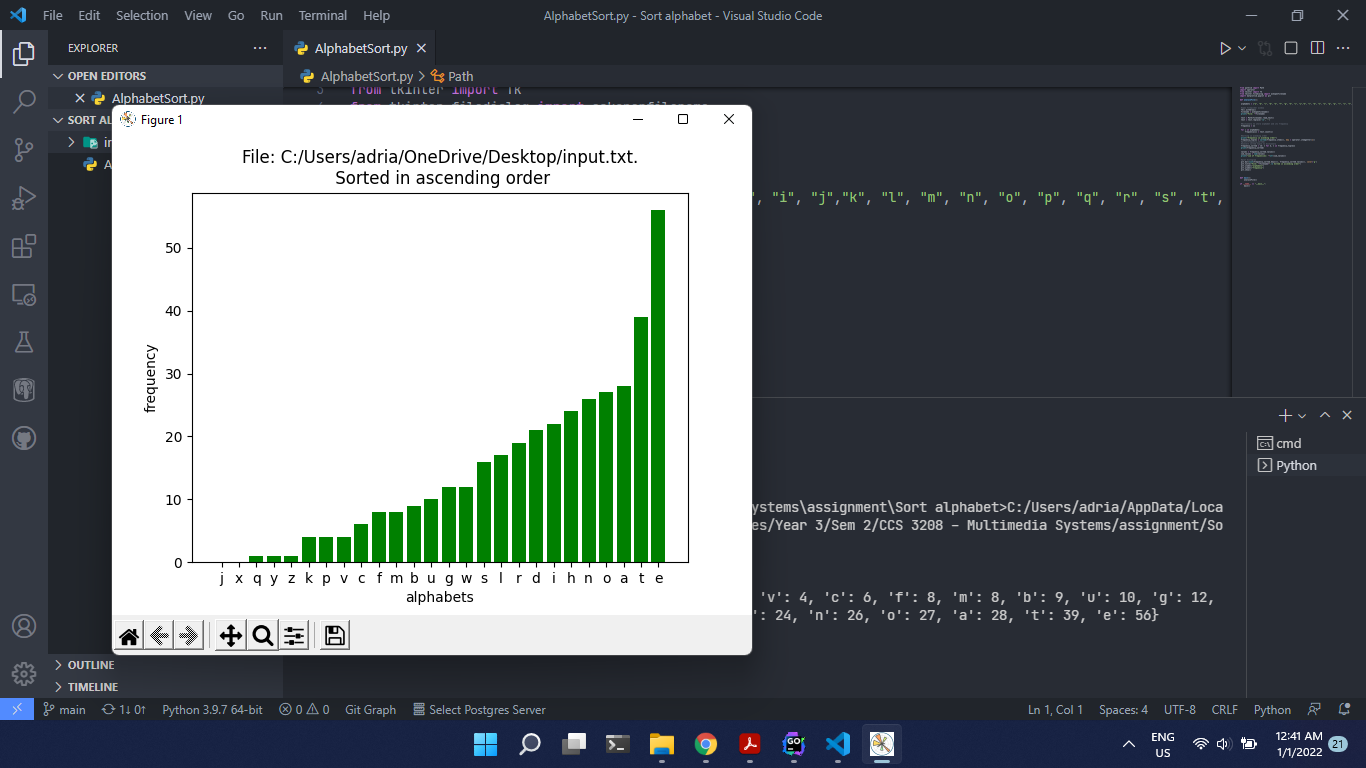 File Edit Selection View Go Run Terminal Help AlphabetSort.py - Sort alphabet - Visual Studio Code
EXPLORER
AlphabetSort.py
OPEN EDITORS
AlphabetSort.py > Path
AlphabetSort.py
from tkinter import Tk
SORT AL
Figure 1
File: C:/Users/adria/OneDrive/Desktop/input.txt.
Sorted in ascending order
", "i", "j","k", "l", "m", "n", "o", "p", "q", "r", "s", "t",
50
40
30
20
10
0
frequency
j x q y z k p v c f m b u g w s l r d i h n o a t e
alphabets
cmd
Python
ystems\assignment\Sort alphabet>C:/Users/adria/AppData/Loca
es/Year 3/Sem 2/CCS 3208 - Multimedia Systems/assignment/So
'v': 4, 'c': 6, 'f': 8, 'm': 8, 'b': 9, 'u': 10, 'g': 12,
': 24, 'n': 26, 'o': 27, 'a': 28, 't': 39, 'e': 56}
OUTLINE
TIMELINE
main 1↓ 0↑ Python 3.9.7 64-bit 0 0 Git Graph Select Postgres Server Ln 1, Col 1 Spaces: 4 UTF-8 CRLF Python
GO
ENG
US
12:41 AM
1/1/2022
21